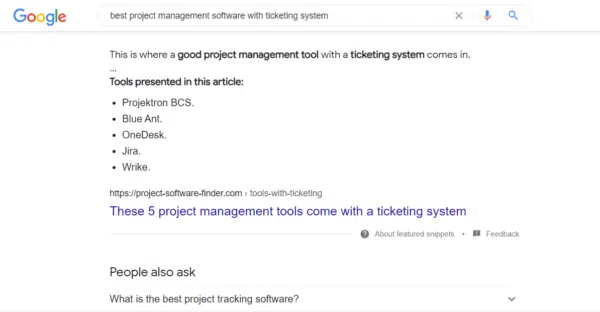 Google
best project management software with ticketing system
This is where a good project management tool with a ticketing system comes in.
...
Tools presented in this article:
• Projektron BCS.
• Blue Ant.
• OneDesk.
• Jira.
• Wrike.
https://project-software-finder.com › tools-with-ticketing
These 5 project management tools come with a ticketing system
About featured snippets • Feedback
People also ask
What is the best project tracking software?